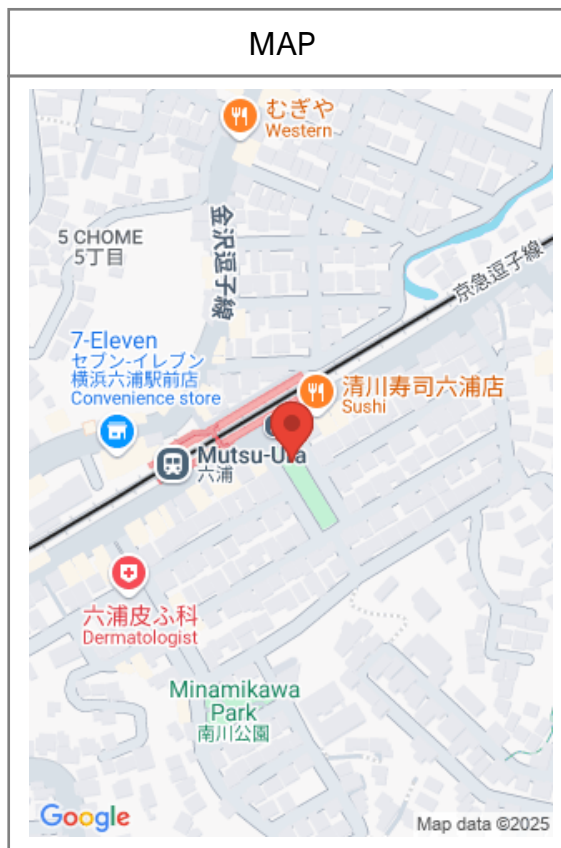 MAP
むぎや
Western
5 CHOME
5丁目
金沢逗子線
京急逗子線
7-Eleven
セブン-イレブン
横浜六浦駅前店
Convenience store
清川寿司六浦店
Sushi
Mutsu-Ura
六浦
六浦皮ふ科
Dermatologist
Minamikawa
Park
南川公園
Google
Map data ©2025